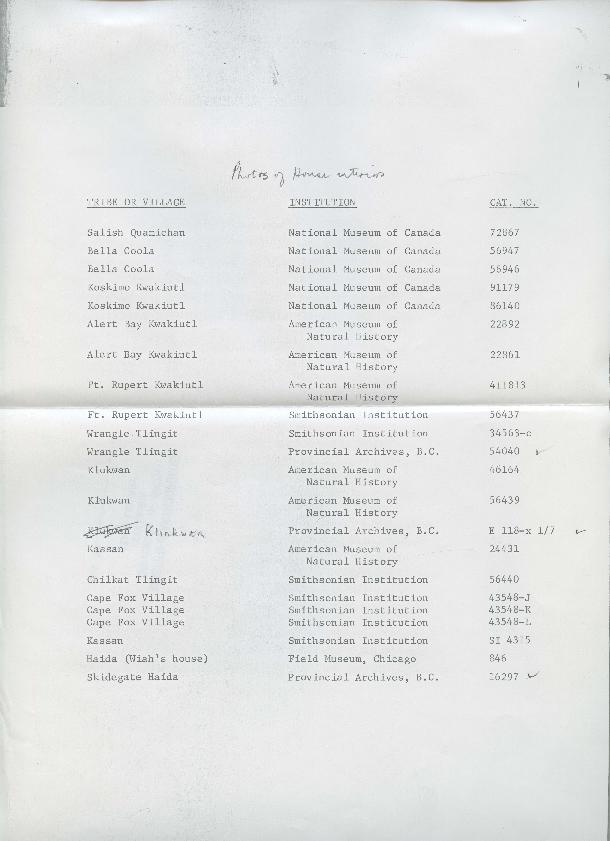 Photos of House interiors
TRIBE OR VILLAGE INSTITUTION CAT. NO.
Salish Quamichan National Museum of Canada 72867
Bella Coola National Museum of Canada 56947
Bella Coola National Museum of Canada 56946
Koskimo Kwakiutl National Museum of Canada 91179
Koskimo Kwakiutl National Museum of Canada 86140
Alert Bay Kwakiutl American Museum of 22892
Natural History
Alert Bay Kwakiutl American Museum of 22861
Natural History
Ft. Rupert Kwakiutl American Museum of 411813
Natural History
Ft. Rupert Kwakiutl Smithsonian Institution 56437
Wrangle Tlingit Smithsonian Institution 34563-c
Wrangle Tlingit Provincial Archives, B.C. 54040 ✓
Klukwan American Museum of 46164
Natural History
Klukwan American Museum of 56439
Natural History
Klukwan Klinkwan Provincial Archives, B.C. E 118-x 1/7 ✓
Kassan American Museum of 24431
Natural History
Chilkat Tlingit Smithsonian Institution 56440
Cape Fox Village Smithsonian Institution 43548-J
Cape Fox Village Smithsonian Institution 43548-K
Cape Fox Village Smithsonian Institution 43548-L
Kassan Smithsonian Institution SI 4315
Haida (Wiah's house) Field Museum, Chicago 846
Skidegate Haida Provincial Archives, B.C. 16297 ✓